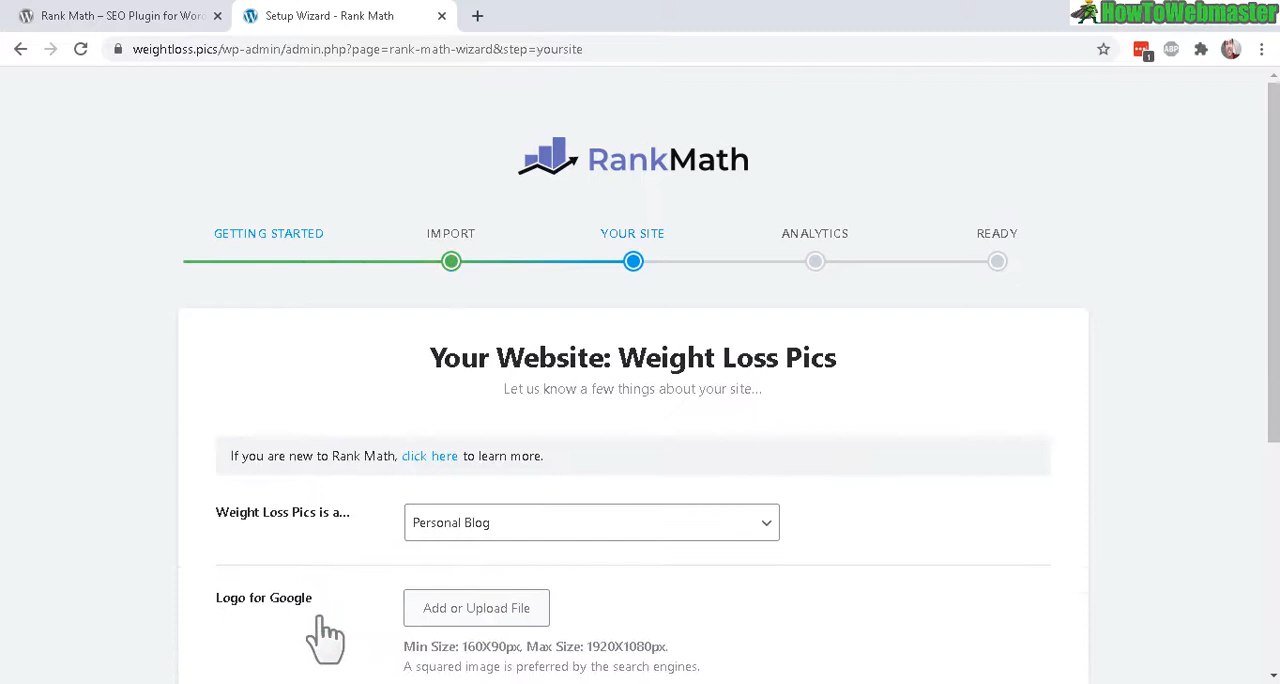 Rank Math – SEO Plugin for Wor
Setup Wizard - Rank Math
HowToWebmaster
weightloss.pics/wp-admin/admin.php?page=rank-math-wizard&step=yoursite
1
ABP
RankMath
GETTING STARTED
IMPORT
YOUR SITE
ANALYTICS
READY
Your Website: Weight Loss Pics
Let us know a few things about your site...
If you are new to Rank Math, click here to learn more.
Weight Loss Pics is a...
Personal Blog
Logo for Google
Add or Upload File
Min Size: 160X90px, Max Size: 1920X1080px.
A squared image is preferred by the search engines.